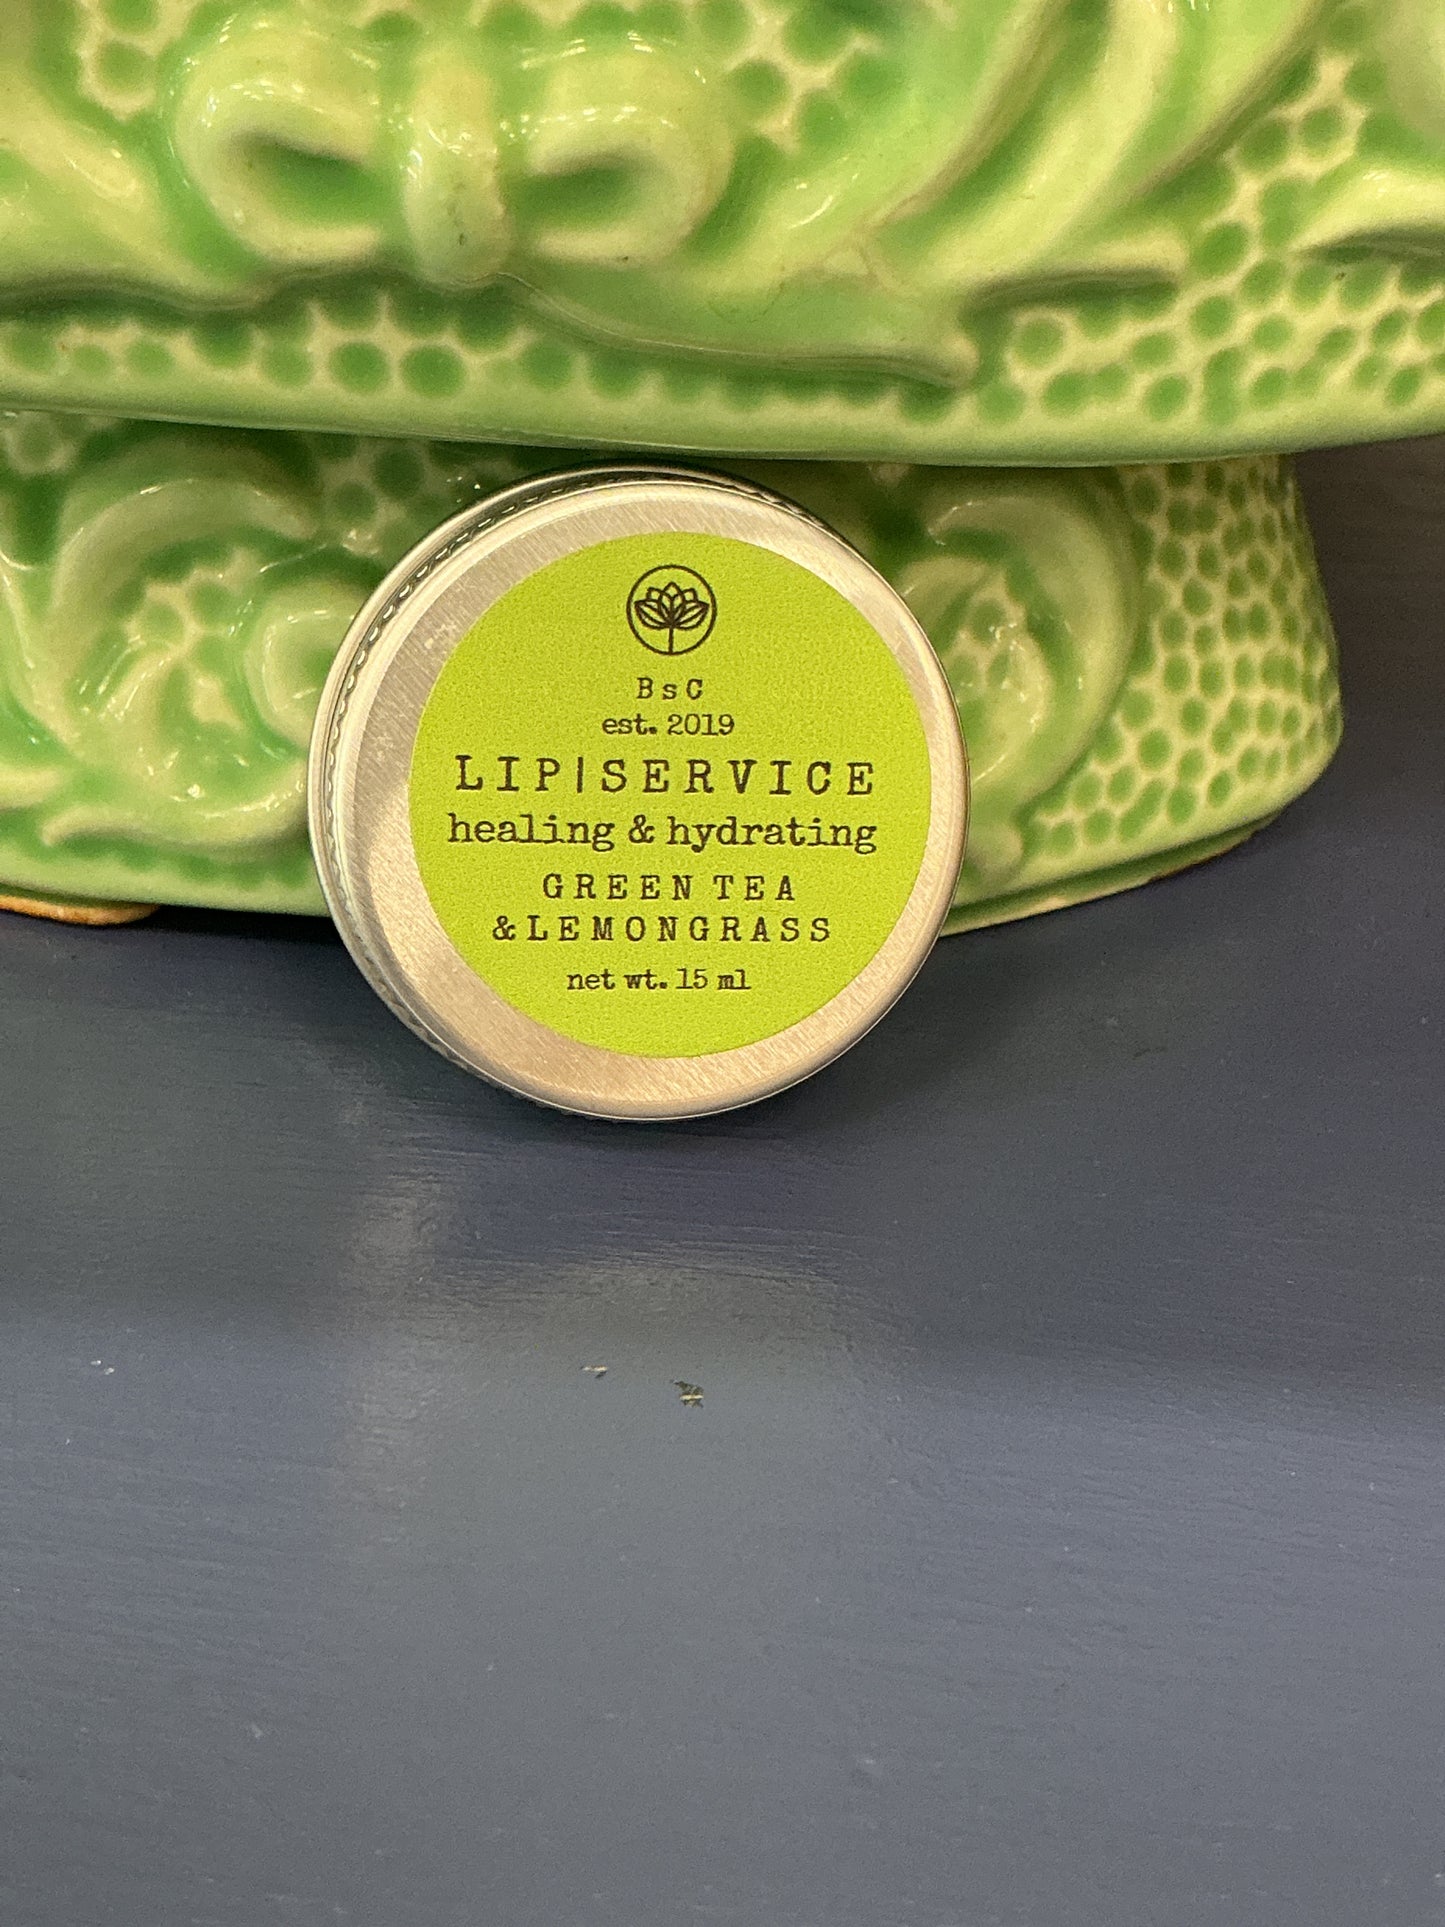 BsC
est. 2019
LIP|SERVICE
healing & hydrating
GREEN TEA
&LEMONGRASS
net wt. 15 ml